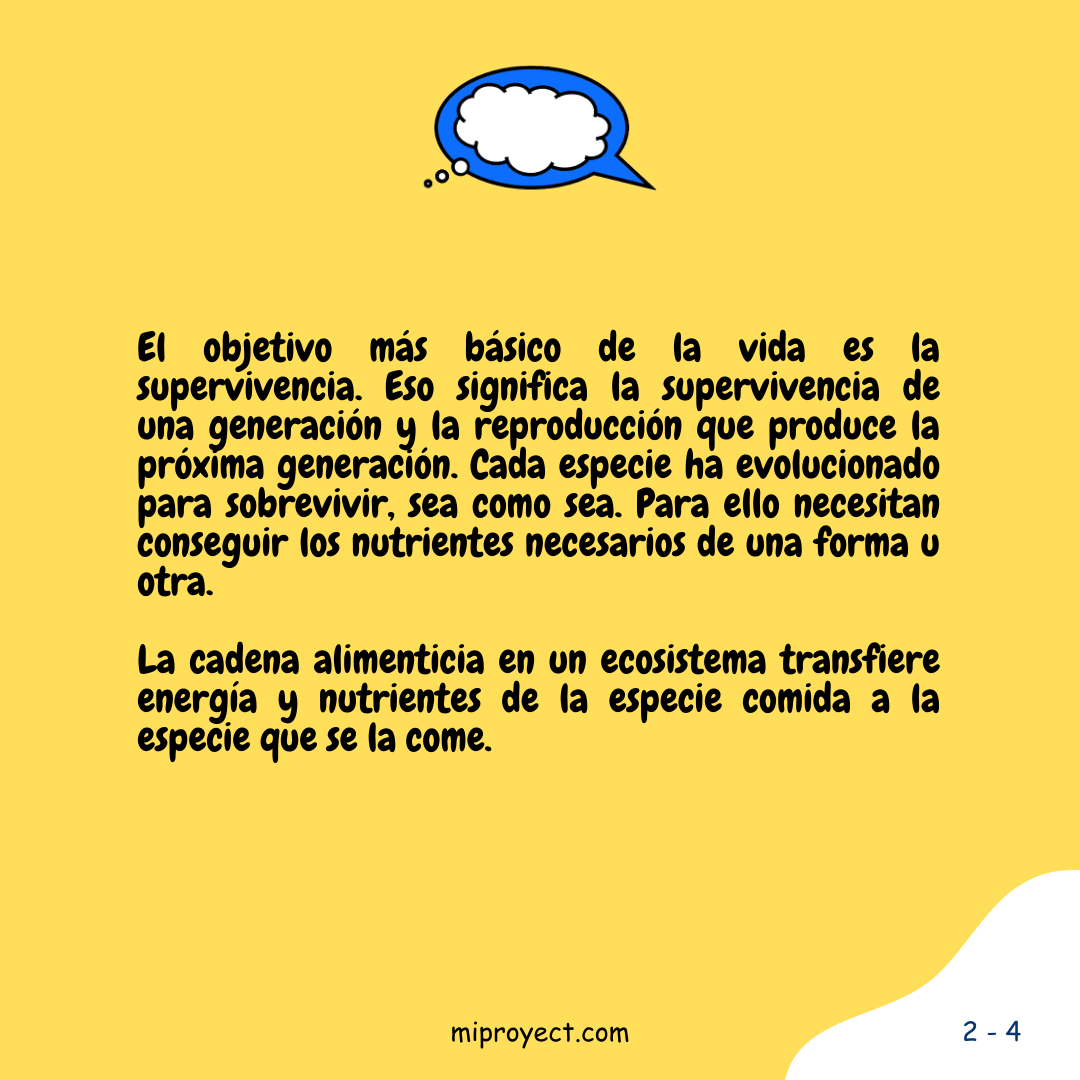 El objetivo más básico de la vida es la
supervivencia. Eso significa la supervivencia de
una generación y la reproducción que produce la
próxima generación. Cada especie ha evolucionado
para sobrevivir, sea como sea. Para ello necesitan
conseguir los nutrientes necesarios de una forma u
otra.
La cadena alimenticia en un ecosistema transfiere
energía y nutrientes de la especie comida a la
especie que se la come.
miproyect.com
2 - 4